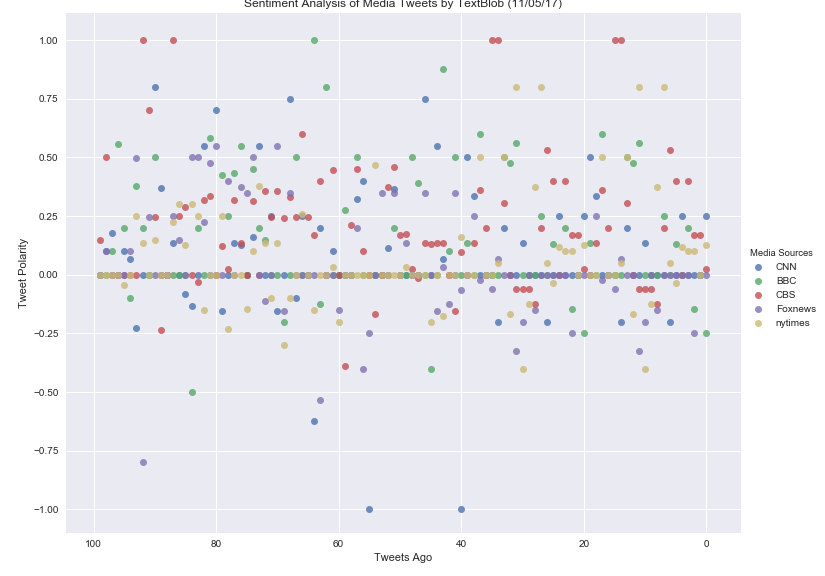 Sentiment Analysis of Media Tweets by TextBlob (11/05/17)
1.00
0.75
0.50
0.25
0.00
−0.25
−0.50
−0.75
−1.00
Tweet Polarity
100 80 60 40 20 0
Tweets Ago
Media Sources
CNN
BBC
CBS
Foxnews
nytimes